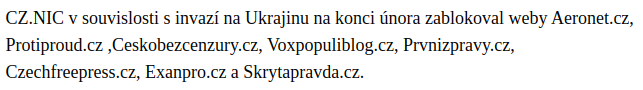 CZ.NIC v souvislosti s invazí na Ukrajinu na konci února zablokoval weby Aeronet.cz,
Protiproud.cz ,Ceskobezcenzury.cz, Voxpopuliblog.cz, Prvnizpravy.cz,
Czechfreepress.cz, Exanpro.cz a Skrytapravda.cz.